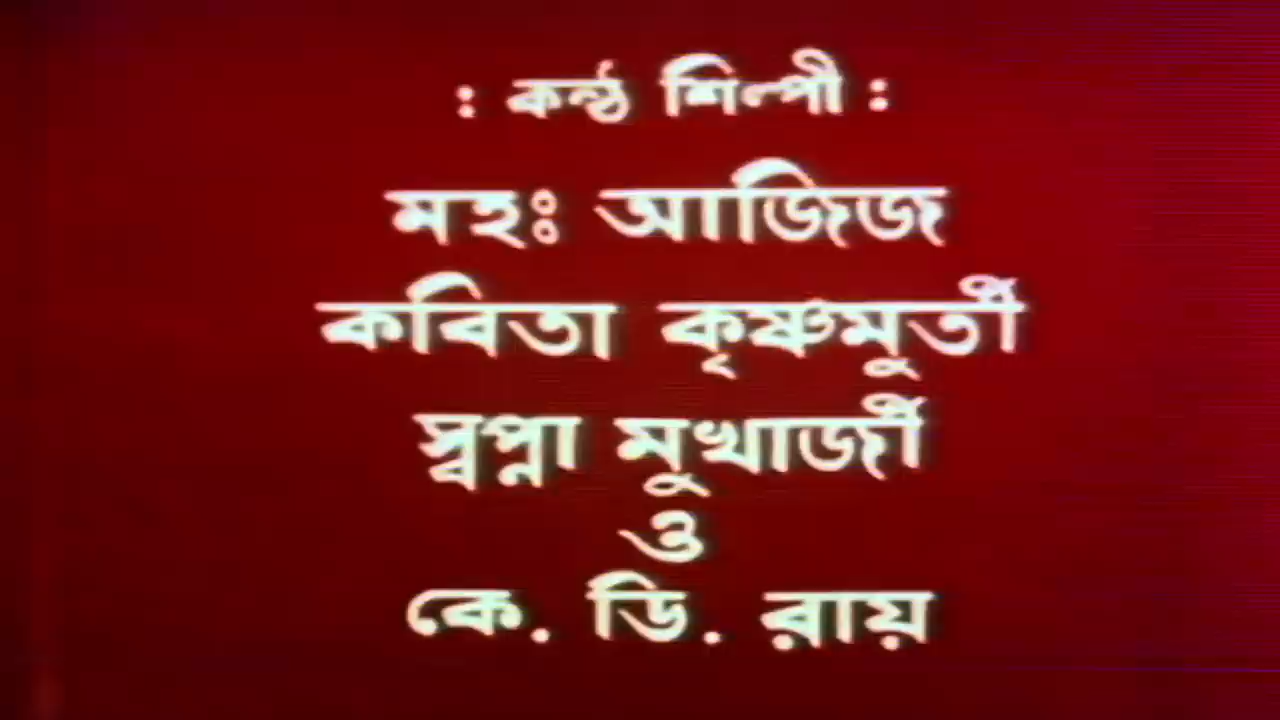 : কন্ঠ শিল্পী :
মহঃ আজিজ
কবিতা কৃষ্ণমুর্তী
স্বপ্না মুখার্জী
ও
কে. ডি. রায়